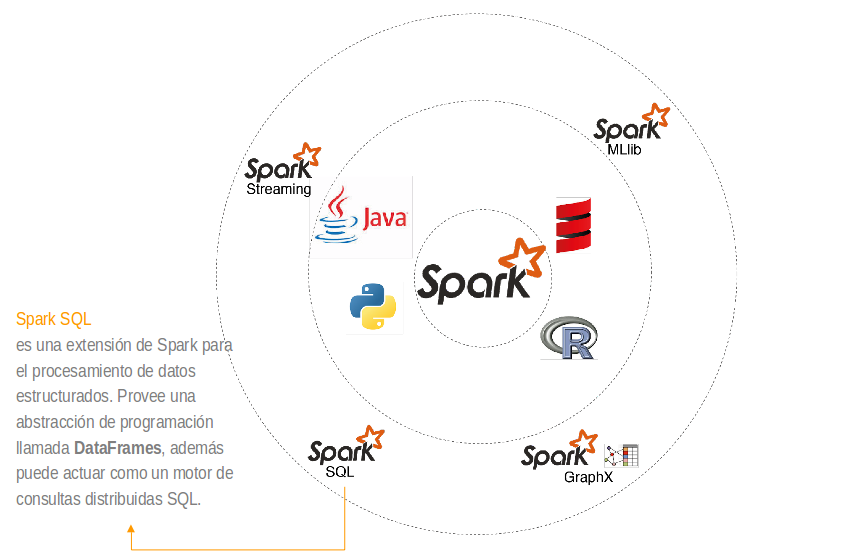 Spark
MLlib
Spark
Streaming
Java
Spark
R
Spark SQL
es una extensión de Spark para
el procesamiento de datos
estructurados. Provee una
abstracción de programación
llamada DataFrames, además
puede actuar como un motor de
consultas distribuidas SQL.
Spark
SQL
Spark
GraphX